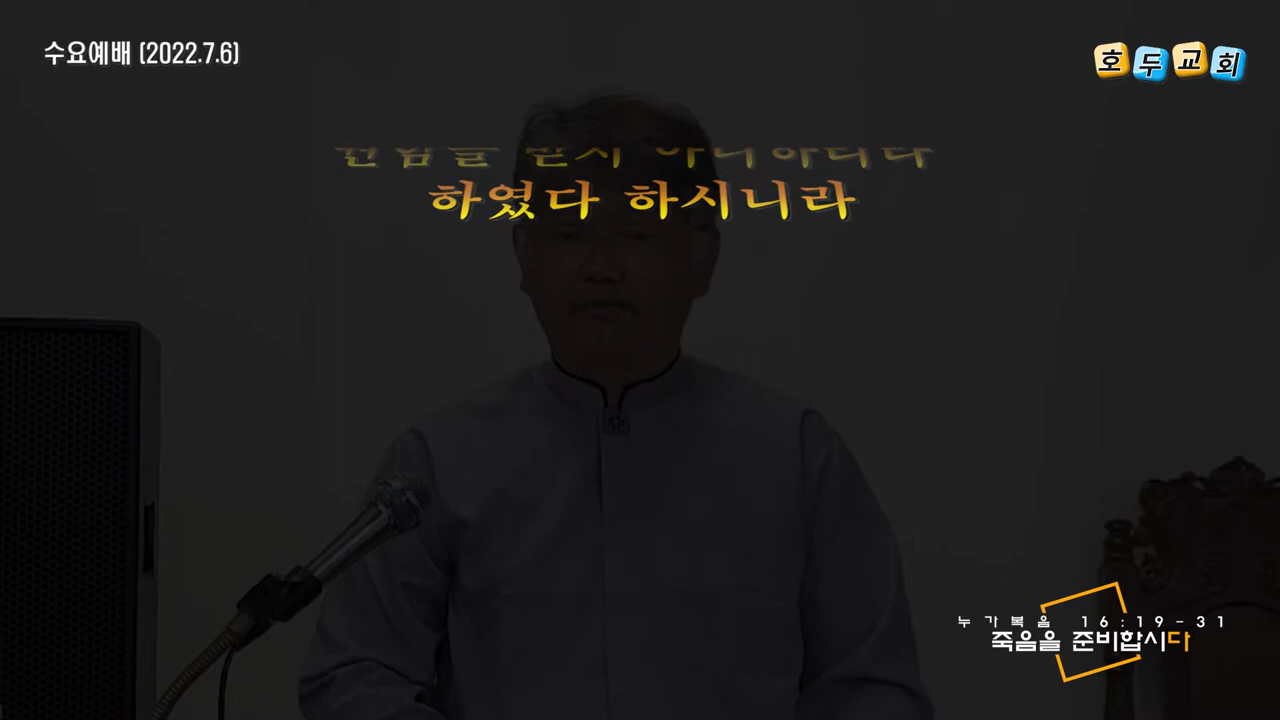 수요예배 (2022.7.6)
호두교회
하였다 하시니라
누가복음 16:19-31
죽음을 준비합시다